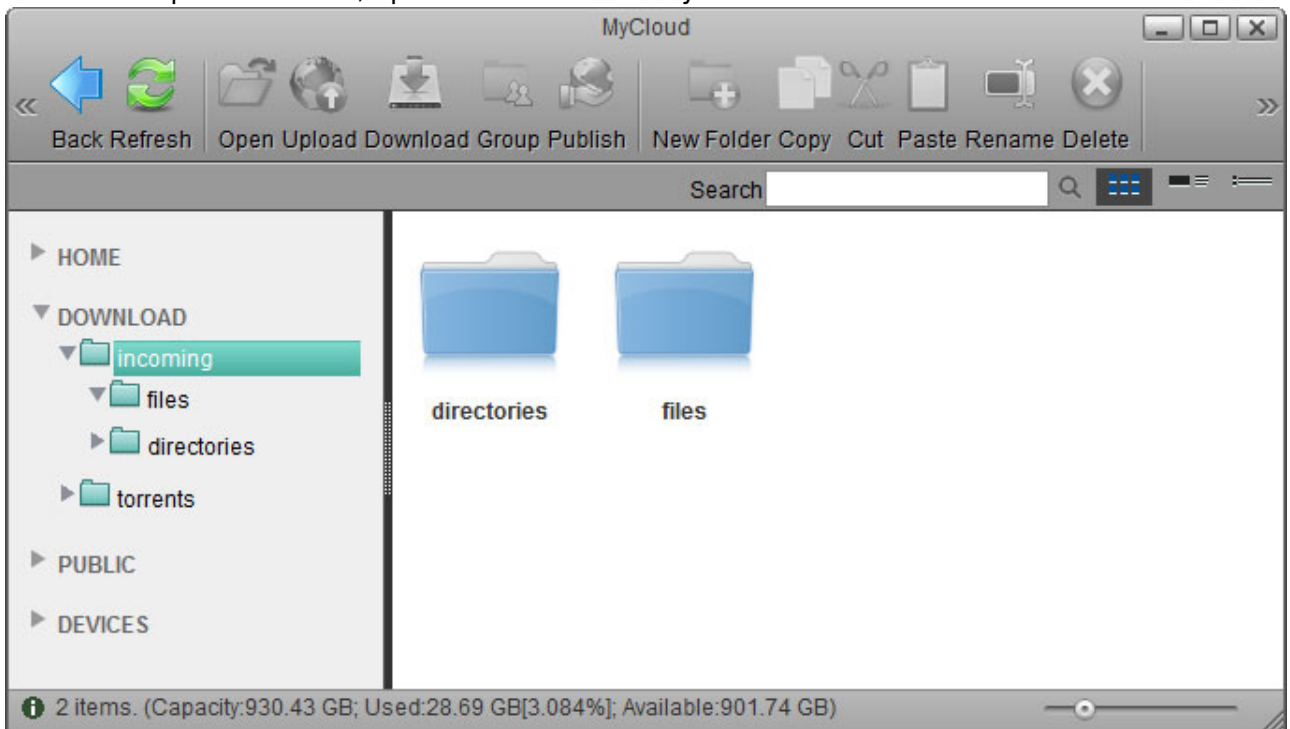 MyCloud
Back Refresh Open Upload Download Group Publish New Folder Copy Cut Paste Rename Delete
Search
HOME
DOWNLOAD
incoming
files
directories
torrents
PUBLIC
DEVICES
directories files
2 items. (Capacity:930.43 GB; Used:28.69 GB[3.084%]; Available:901.74 GB)